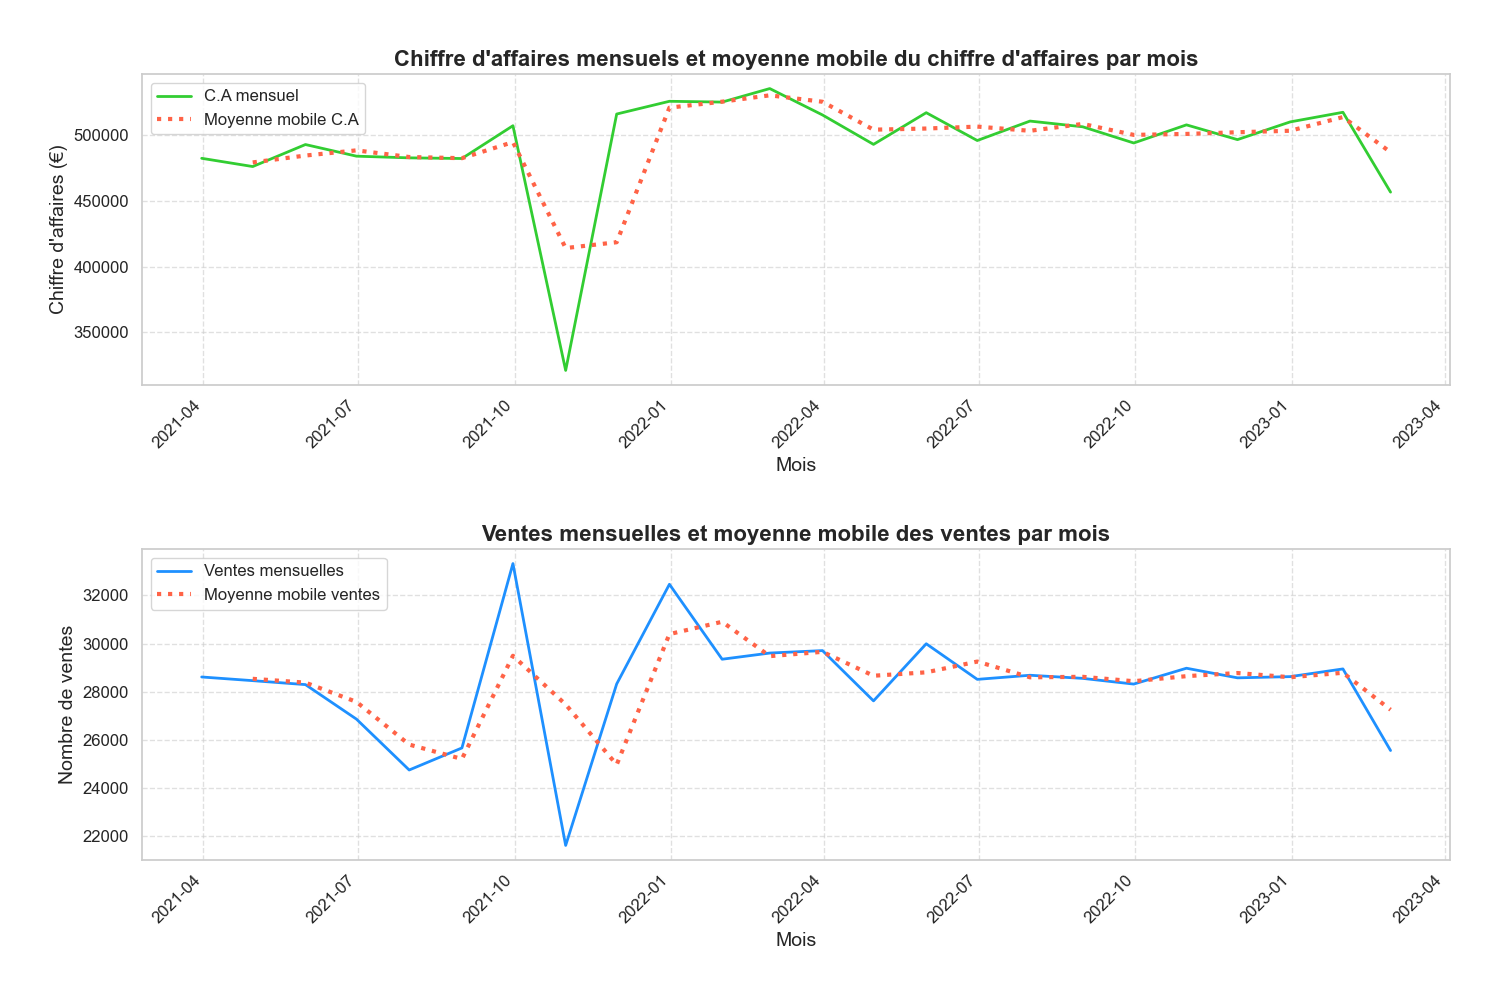 Chiffre d'affaires mensuels et moyenne mobile du chiffre d'affaires par mois
C.A mensuel
Moyenne mobile C.A
Chiffre d'affaires (€)
500000
450000
400000
350000
2021-04
2021-07
2021-10
2022-01
2022-04
2022-07
2022-10
2023-01
2023-04
Mois
Ventes mensuelles et moyenne mobile des ventes par mois
Ventes mensuelles
Moyenne mobile ventes
Nombre de ventes
32000
30000
28000
26000
24000
22000
2021-04
2021-07
2021-10
2022-01
2022-04
2022-07
2022-10
2023-01
2023-04
Mois